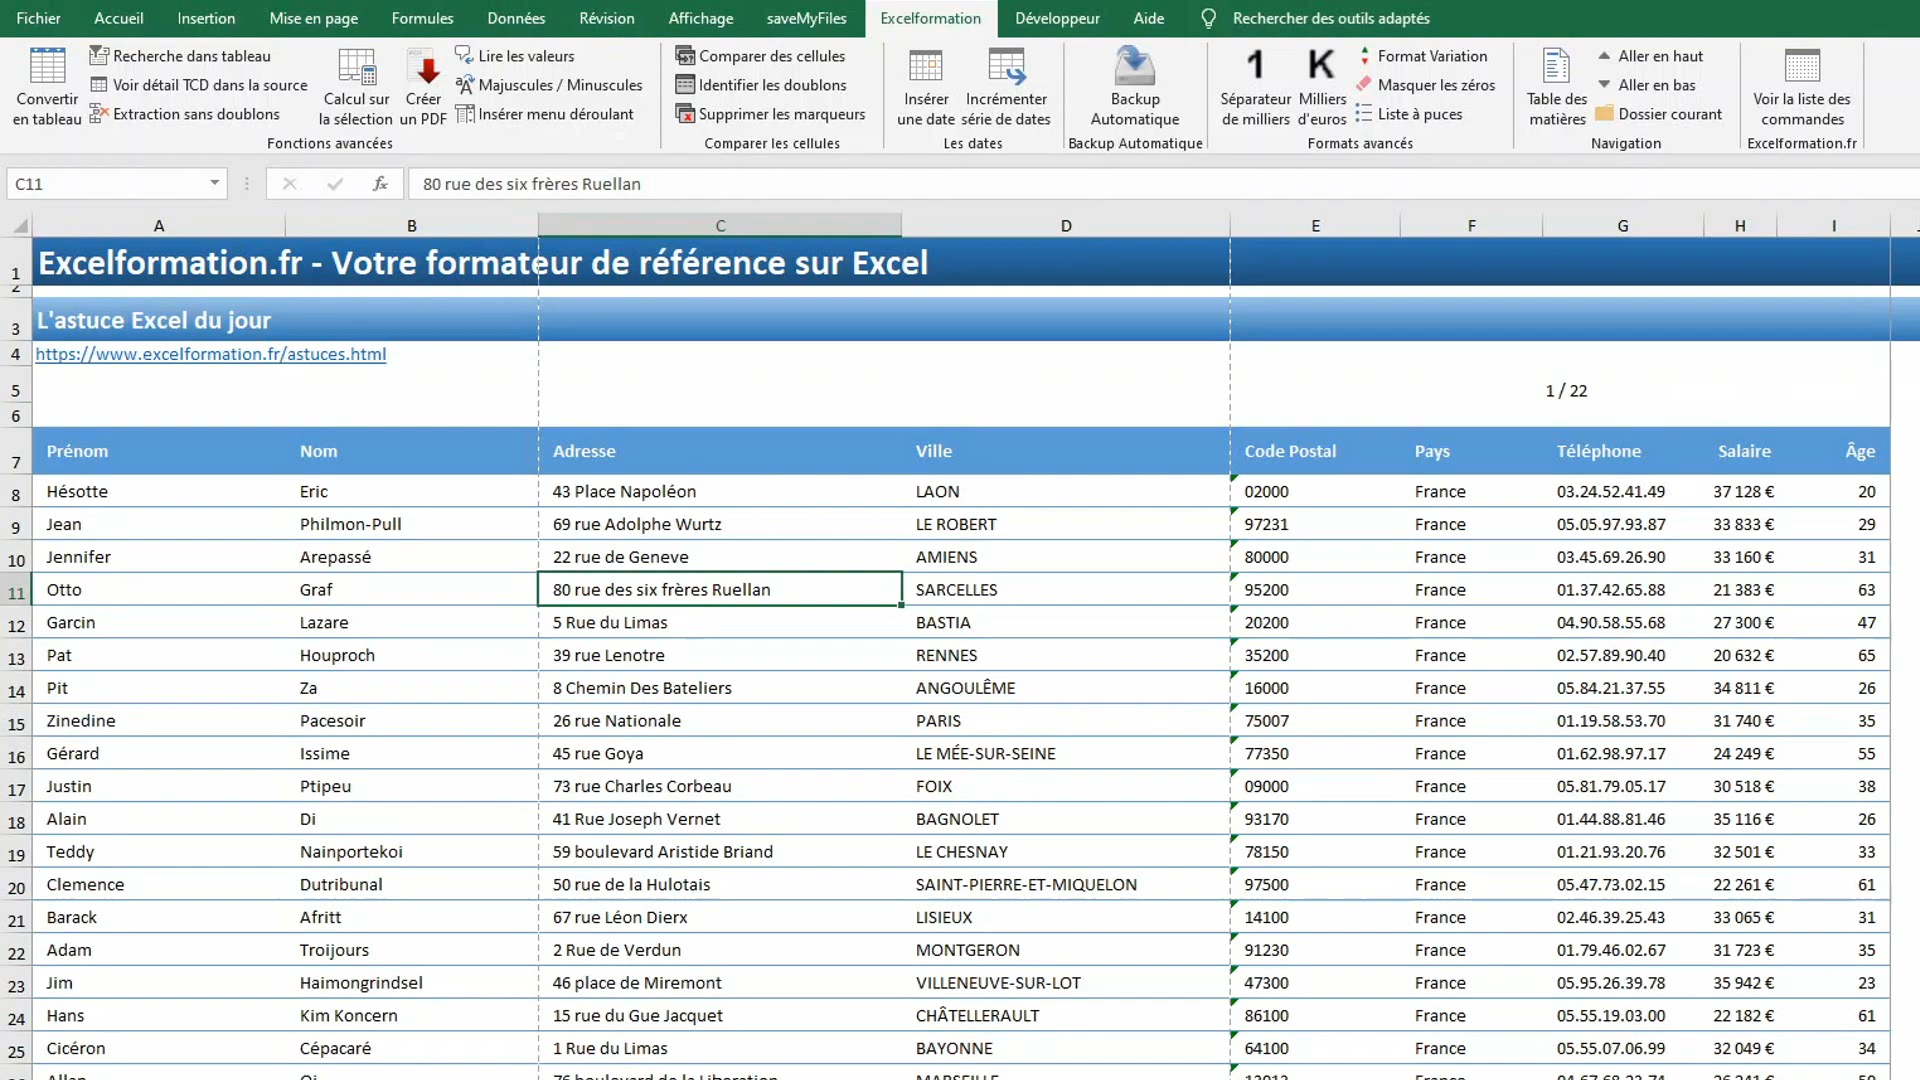 Fichier Accueil Insertion Mise en page Formules Données Révision Affichage saveMyFiles Excelformation Développeur Aide Rechercher des outils adaptés
Convertir en tableau
Recherche dans tableau
Voir détail TCD dans la source
Extraction sans doublons
Calcul sur la sélection
Créer un PDF
Lire les valeurs
Majuscules / Minuscules
Insérer menu déroulant
Fonctions avancées
Comparer des cellules
Identifier les doublons
Supprimer les marqueurs
Comparer les cellules
Insérer une date
Incrémenter série de dates
Les dates
Backup Automatique
Backup Automatique
1 Séparateur de milliers
K Milliers d'euros
Format Variation
Masquer les zéros
Liste à puces
Formats avancés
Table des matières
Aller en haut
Aller en bas
Dossier courant
Navigation
Voir la liste des commandes
Excelformation.fr
C11 fx 80 rue des six frères Ruellan
A B C D E F G H I
1 Excelformation.fr - Votre formateur de référence sur Excel
2
3 L'astuce Excel du jour
4 https://www.excelformation.fr/astuces.html
5 1 / 22
6
7 Prénom Nom Adresse Ville Code Postal Pays Téléphone Salaire Âge
8 Hésotte Eric 43 Place Napoléon LAON 02000 France 03.24.52.41.49 37 128 € 20
9 Jean Philmon-Pull 69 rue Adolphe Wurtz LE ROBERT 97231 France 05.05.97.93.87 33 833 € 29
10 Jennifer Arepassé 22 rue de Geneve AMIENS 80000 France 03.45.69.26.90 33 160 € 31
11 Otto Graf 80 rue des six frères Ruellan SARCELLES 95200 France 01.37.42.65.88 21 383 € 63
12 Garcin Lazare 5 Rue du Limas BASTIA 20200 France 04.90.58.55.68 27 300 € 47
13 Pat Houproch 39 rue Lenotre RENNES 35200 France 02.57.89.90.40 20 632 € 65
14 Pit Za 8 Chemin Des Bateliers ANGOULÊME 16000 France 05.84.21.37.55 34 811 € 26
15 Zinedine Pacesoir 26 rue Nationale PARIS 75007 France 01.19.58.53.70 31 740 € 35
16 Gérard Issime 45 rue Goya LE MÉE-SUR-SEINE 77350 France 01.62.98.97.17 24 249 € 55
17 Justin Ptipeu 73 rue Charles Corbeau FOIX 09000 France 05.81.79.05.17 30 518 € 38
18 Alain Di 41 Rue Joseph Vernet BAGNOLET 93170 France 01.44.88.81.46 35 116 € 26
19 Teddy Nainportekoi 59 boulevard Aristide Briand LE CHESNAY 78150 France 01.21.93.20.76 32 501 € 33
20 Clemence Dutribunal 50 rue de la Hulotais SAINT-PIERRE-ET-MIQUELON 97500 France 05.47.73.02.15 22 261 € 61
21 Barack Afritt 67 rue Léon Dierx LISIEUX 14100 France 02.46.39.25.43 33 065 € 31
22 Adam Troijours 2 Rue de Verdun MONTGERON 91230 France 01.79.46.02.67 31 723 € 35
23 Jim Haimongrindsel 46 place de Miremont VILLENEUVE-SUR-LOT 47300 France 05.95.26.39.78 35 942 € 23
24 Hans Kim Koncern 15 rue du Gue Jacquet CHÂTELLERAULT 86100 France 05.55.19.03.00 22 182 € 61
25 Cicéron Cépacaré 1 Rue du Limas BAYONNE 64100 France 05.55.07.06.99 32 049 € 34